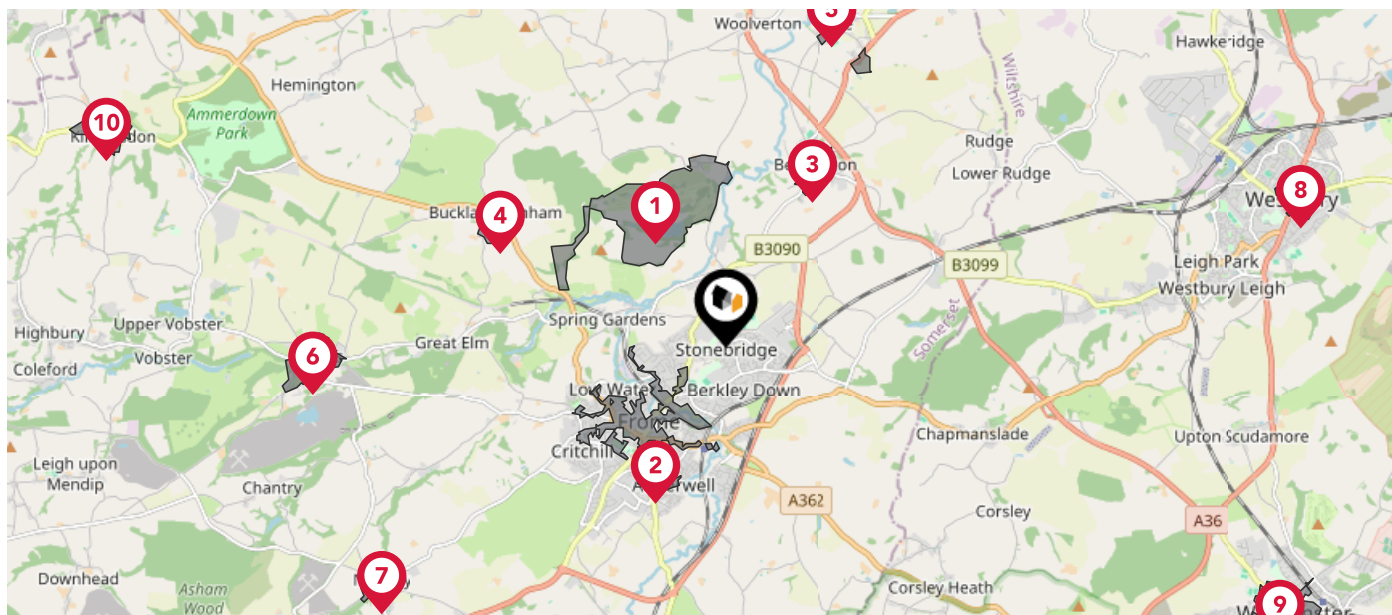 Woolverton
5
Hawkeridge
Hemington
Wiltshire
Ammerdown
Park
10
Rudge
Lower Rudge
3
8
1
4
B3090
B3099
Leigh Park
Westbury Leigh
Somerset
Spring Gardens
Upper Vobster
Highbury
Great Elm
Vobster
Coleford
6
Stonebridge
Berkley Down
Frome
Critchill
Chapmanslade
Upton Scudamore
2
Leigh upon
Mendip
Chantry
A362
Corsley
A36
7
Downhead
Asham
Wood
Corsley Heath
9